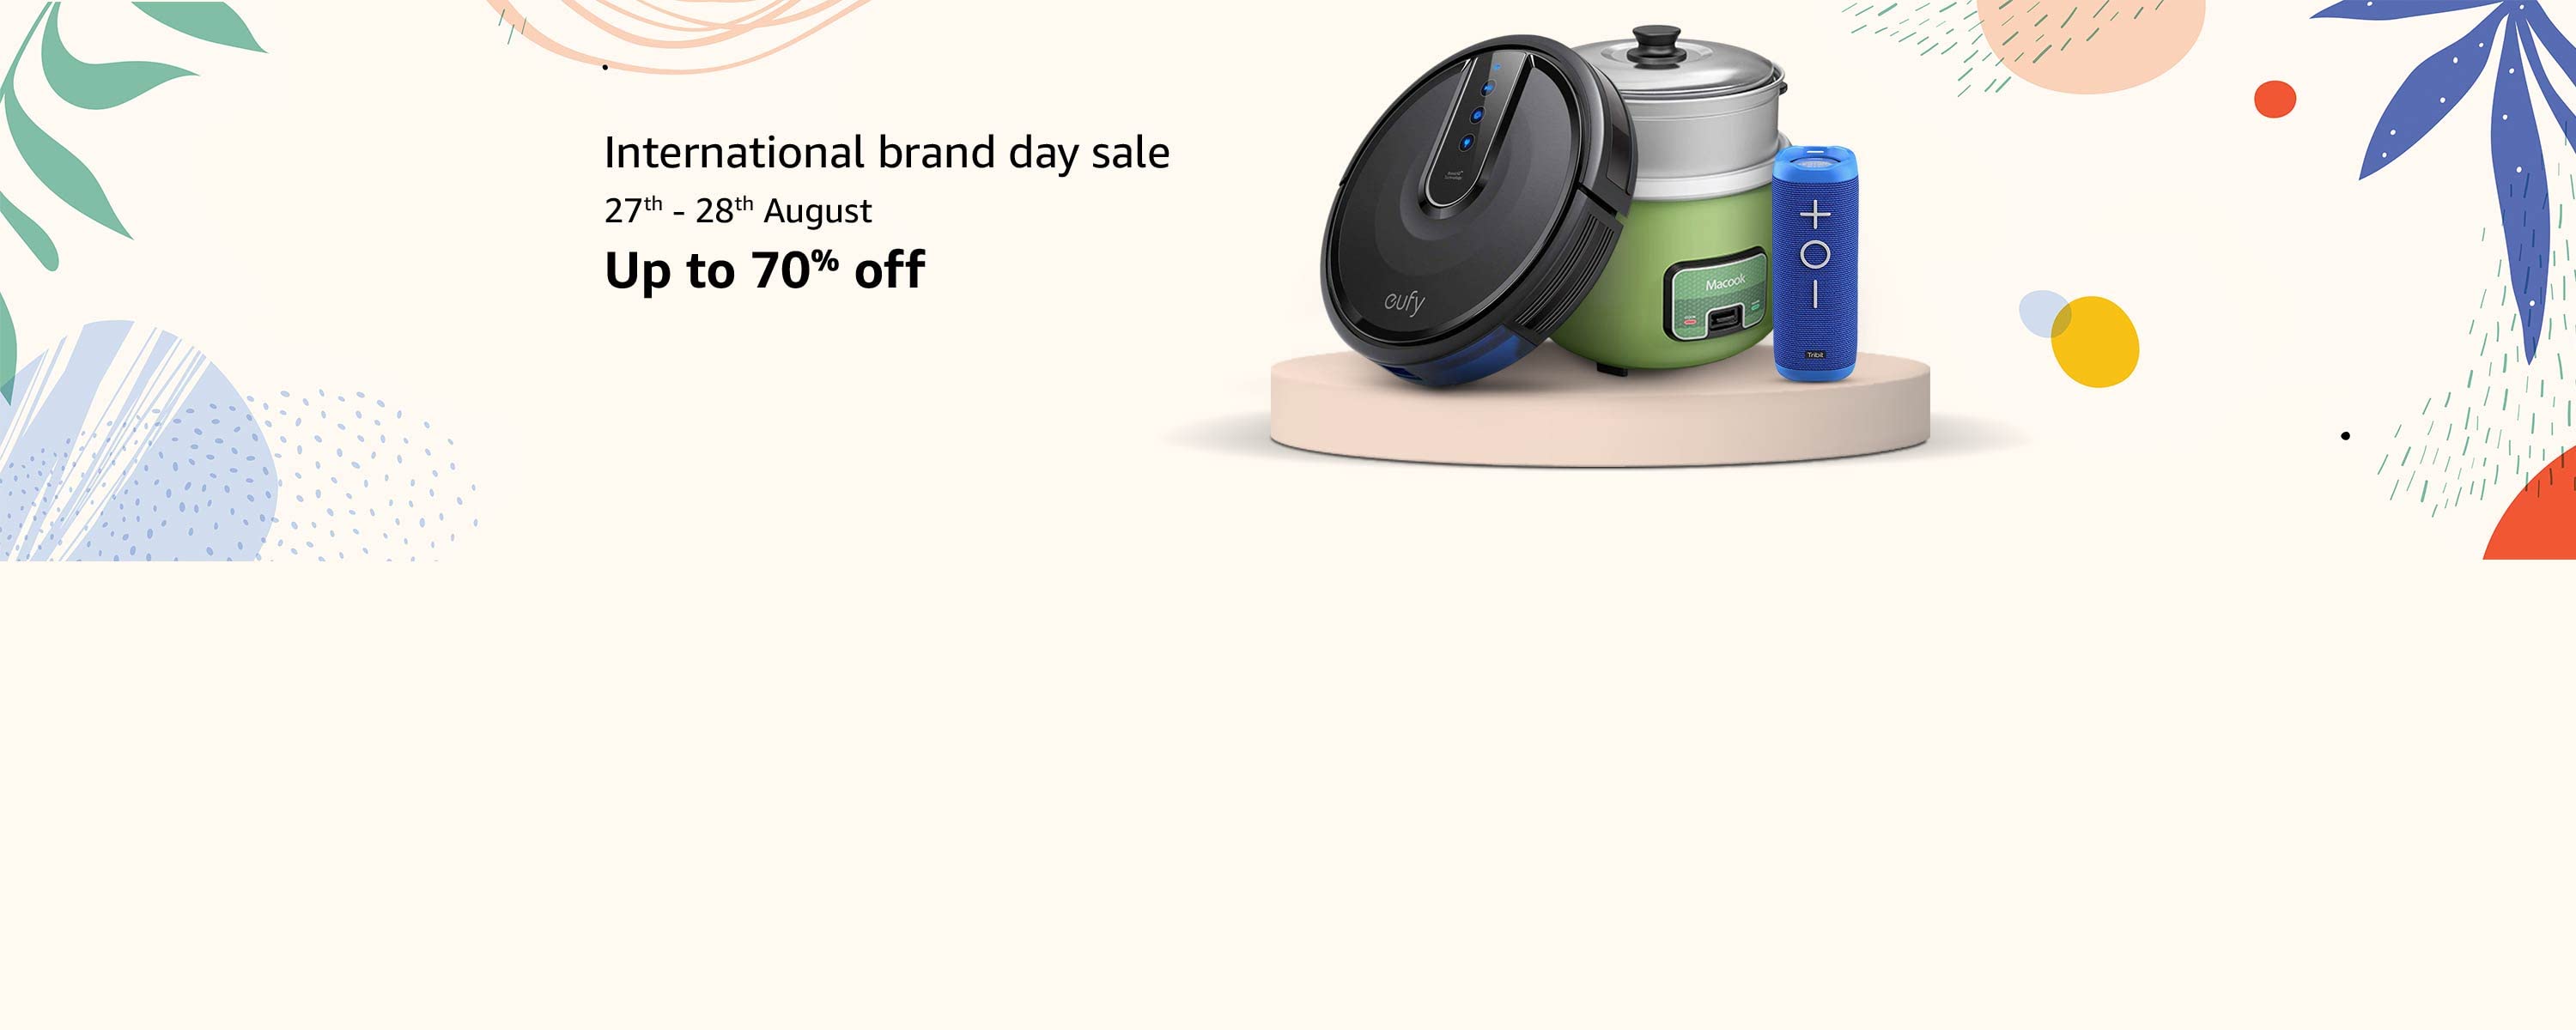 International brand day sale
27th - 28th August
Up to 70% off
eufy
Macook
Tribit